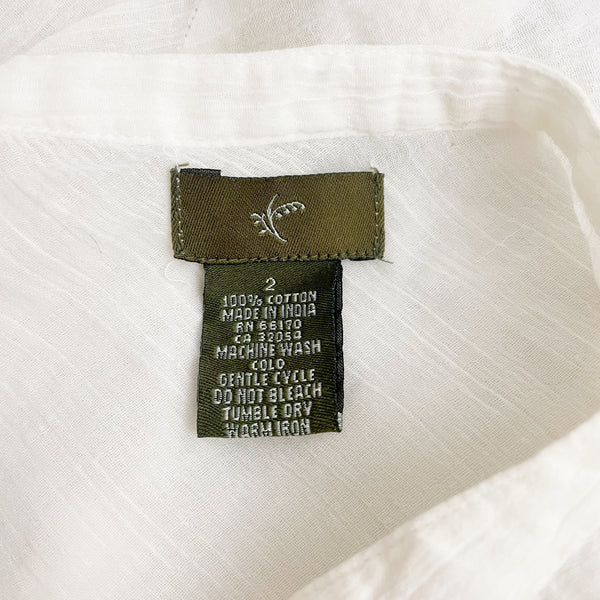 2
100% COTTON
MADE IN INDIA
RN 66170
CA 32054
MACHINE WASH
COLD
GENTLE CYCLE
DO NOT BLEACH
TUMBLE DRY
WARM IRON